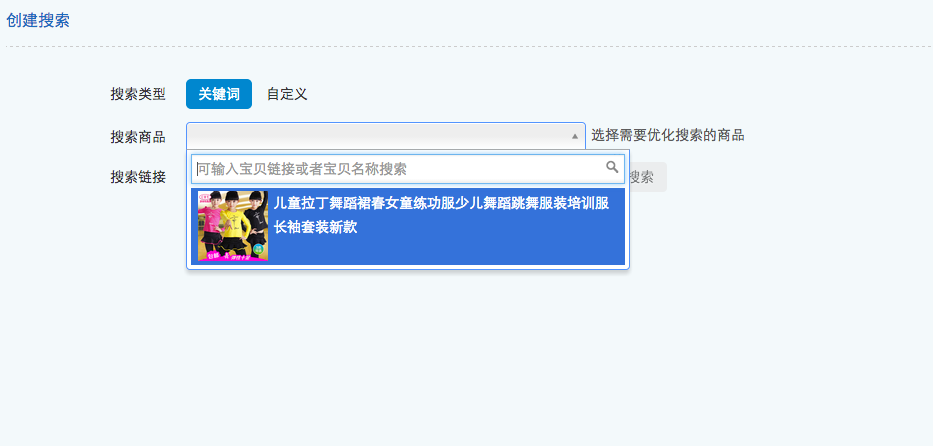 创建搜索
搜索类型 关键词 自定义
搜索商品 选择需要优化搜索的商品
可输入宝贝链接或者宝贝名称搜索
搜索链接 搜索
儿童拉丁舞蹈裙春女童练功服少儿舞蹈跳舞服装培训服
长袖套装新款